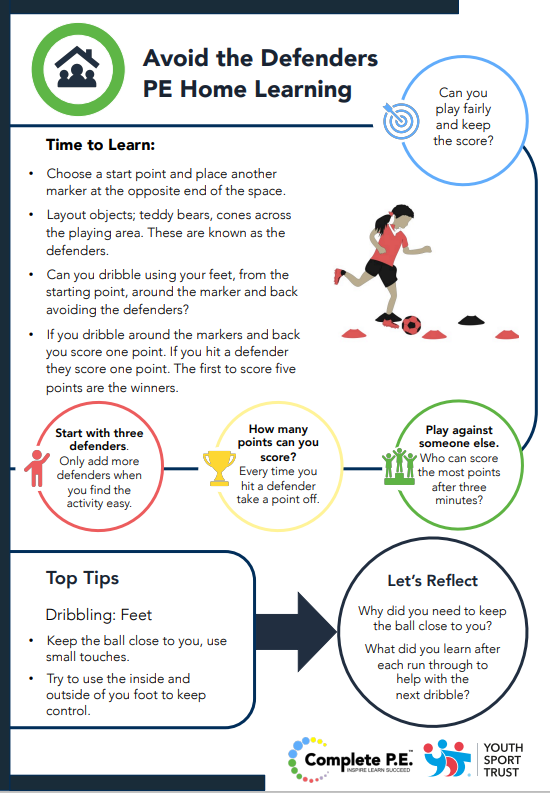 Avoid the Defenders
PE Home Learning
Can you
play fairly
and keep
the score?
Time to Learn:
• Choose a start point and place another
marker at the opposite end of the space.
• Layout objects; teddy bears, cones across
the playing area. These are known as the
defenders.
• Can you dribble using your feet, from the
starting point, around the marker and back
avoiding the defenders?
• If you dribble around the markers and back
you score one point. If you hit a defender
they score one point. The first to score five
points are the winners.
Start with three
defenders.
Only add more
defenders when
you find the
activity easy.
How many
points can you
score?
Every time you
hit a defender
take a point off.
Play against
someone else.
Who can score
the most points
after three
minutes?
Top Tips
Dribbling: Feet
• Keep the ball close to you, use
small touches.
• Try to use the inside and
outside of you foot to keep
control.
Let's Reflect
Why did you need to keep
the ball close to you?
What did you learn after
each run through to
help with the
next dribble?
Complete P.E.™
INSPIRE LEARN SUCCEED
YOUTH
SPORT
TRUST